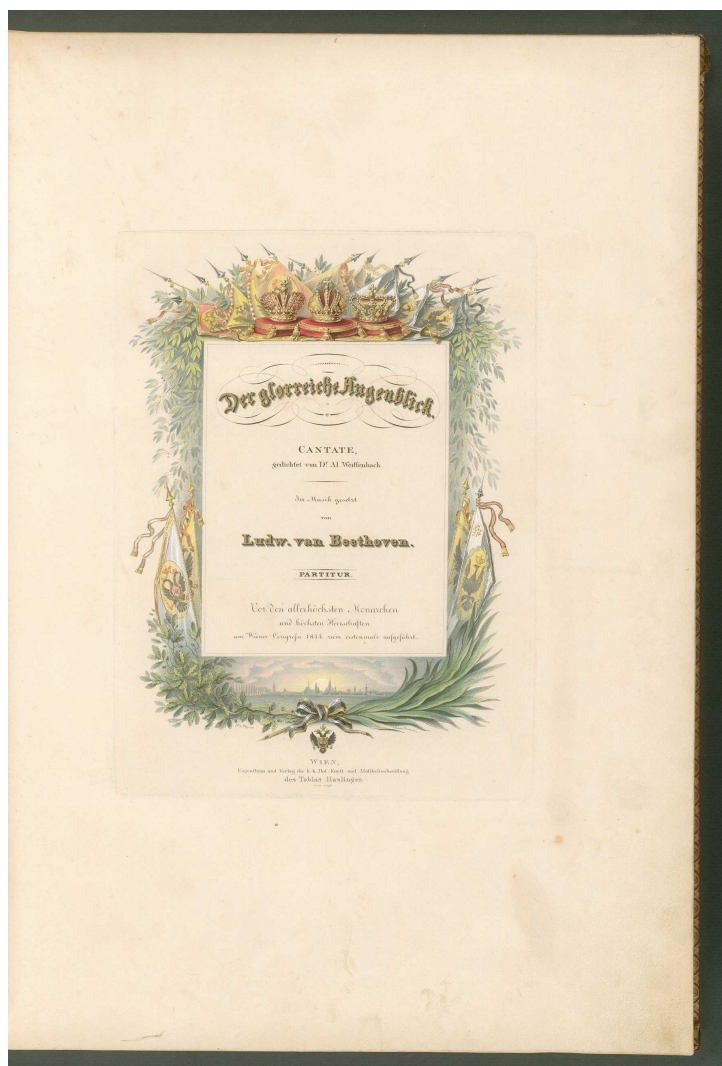 Der glorreiche Augenblick.
CANTATE,
gedichtet von Dr. Al. Weissenbach
In Musik gesetzt
von
Ludw. van Beethoven.
PARTITUR.
Vor den allerhöchsten Monarchen
und höchsten Herrschaften
am Wiener Congresse 1814 zum erstenmale aufgeführt.
WIEN,
Eigenthum und Verlag der k. k. Hof Kunst und Musikalienhandlung
des Tobias Haslinger